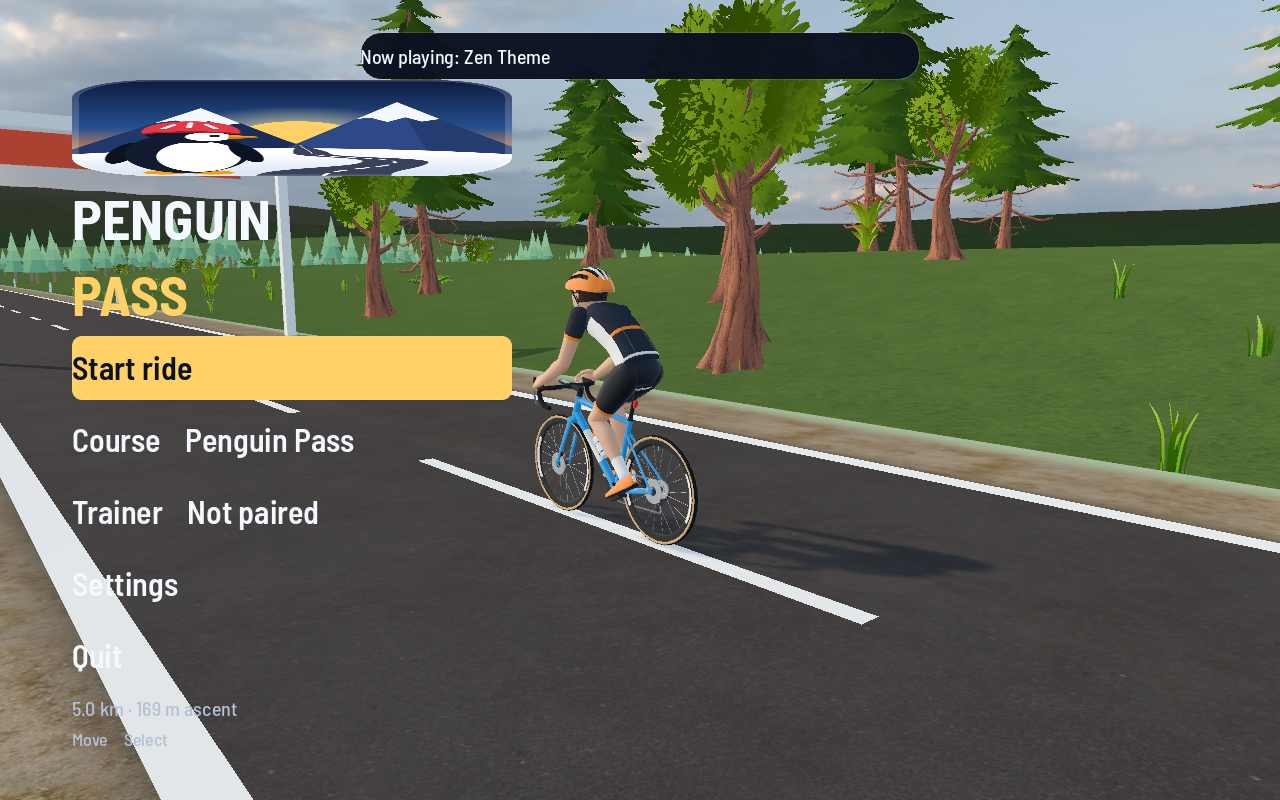 Now playing: Zen Theme
PENGUIN
PASS
Start ride
Course Penguin Pass
Trainer Not paired
Settings
Quit
5.0 km · 169 m ascent
Move Select